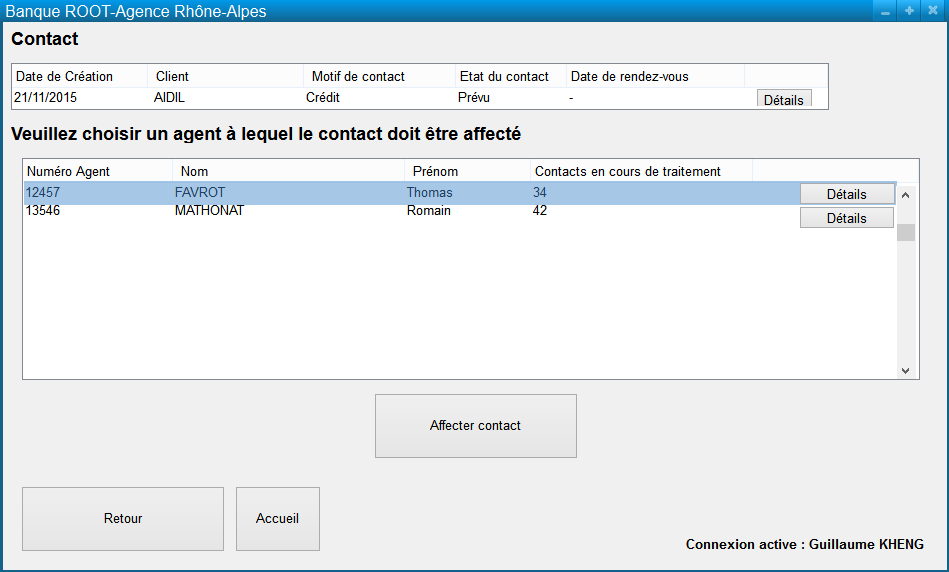 Banque ROOT-Agence Rhône-Alpes
Contact
Date de Création Client Motif de contact Etat du contact Date de rendez-vous
21/11/2015 AIDIL Crédit Prévu - Détails
Veuillez choisir un agent à lequel le contact doit être affecté
Numéro Agent Nom Prénom Contacts en cours de traitement
12457 FAVROT Thomas 34 Détails
13546 MATHONAT Romain 42 Détails
Affecter contact
Retour Accueil
Connexion active : Guillaume KHENG